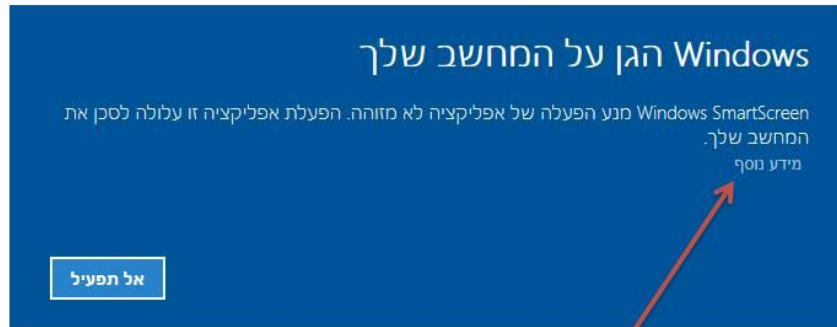 Windows הגן על המחשב שלך
Windows SmartScreen מנע הפעלה של אפליקציה לא מזוהה. הפעלת אפליקציה זו עלולה לסכן את
המחשב שלך.
מידע נוסף
אל תפעיל